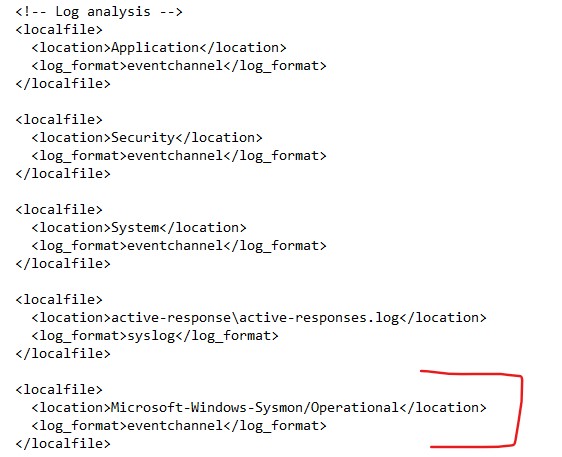 <!-- Log analysis -->
<localfile>
  <location>Application</location>
  <log_format>eventchannel</log_format>
</localfile>

<localfile>
  <location>Security</location>
  <log_format>eventchannel</log_format>
</localfile>

<localfile>
  <location>System</location>
  <log_format>eventchannel</log_format>
</localfile>

<localfile>
  <location>active-response\active-responses.log</location>
  <log_format>syslog</log_format>
</localfile>

<localfile>
  <location>Microsoft-Windows-Sysmon/Operational</location>
  <log_format>eventchannel</log_format>
</localfile>